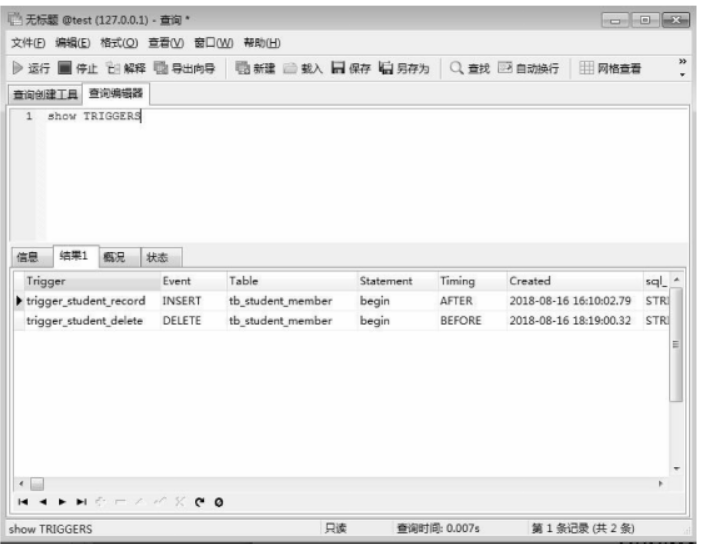 无标题 @test (127.0.0.1) - 查询 *
文件(F) 编辑(E) 格式(O) 查看(V) 窗口(W) 帮助(H)
运行 停止 解释 导出向导 新建 载入 保存 另存为 查找 自动换行 网格查看 »
查询创建工具 查询编辑器
1 show TRIGGERS
信息 结果1 概况 状态
Trigger Event Table Statement Timing Created sql_
trigger_student_record INSERT tb_student_member begin AFTER 2018-08-16 16:10:02.79 STRI
trigger_student_delete DELETE tb_student_member begin BEFORE 2018-08-16 18:19:00.32 STRI
show TRIGGERS 只读 查询时间: 0.007s 第 1 条记录 (共 2 条)